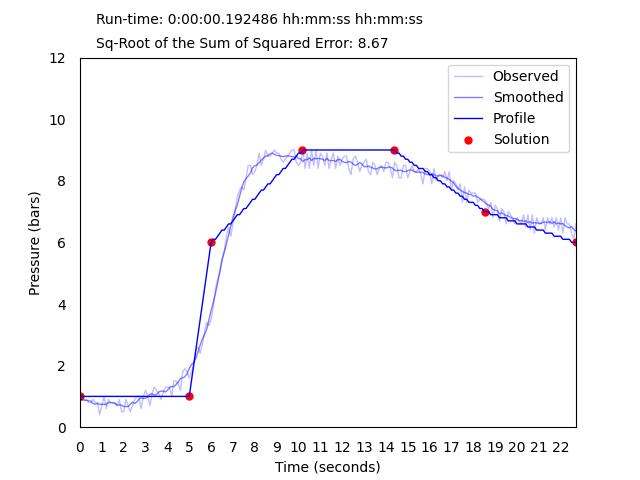 Run-time: 0:00:00.192486 hh:mm:ss hh:mm:ss
Sq-Root of the Sum of Squared Error: 8.67
12
10
8
6
4
2
0
Pressure (bars)
Observed
Smoothed
Profile
Solution
0 1 2 3 4 5 6 7 8 9 10 11 12 13 14 15 16 17 18 19 20 21 22
Time (seconds)